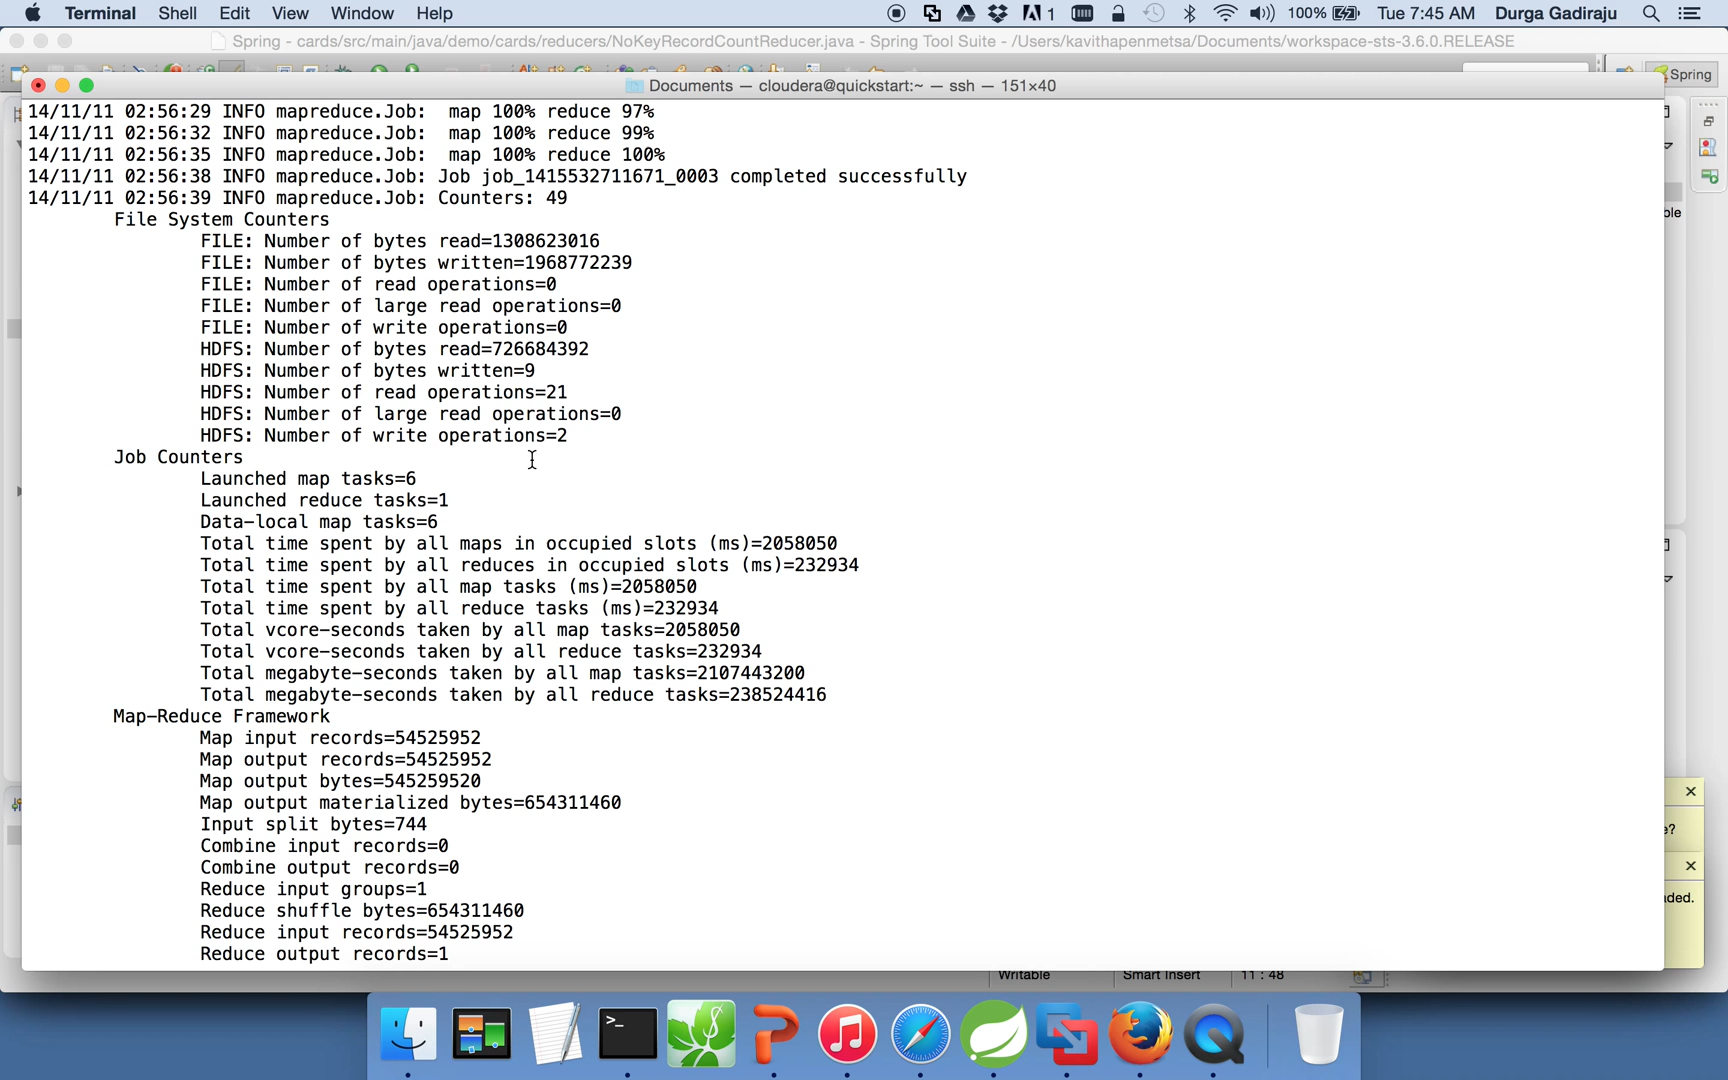 Terminal Shell Edit View Window Help
1 100% Tue 7:45 AM Durga Gadiraju
Spring - cards/src/main/java/demo/cards/reducers/NoKeyRecordCountReducer.java - Spring Tool Suite - /Users/kavithapenmetsa/Documents/workspace-sts-3.6.0.RELEASE
Spring
Documents — cloudera@quickstart:~ — ssh — 151×40
14/11/11 02:56:29 INFO mapreduce.Job:  map 100% reduce 97%
14/11/11 02:56:32 INFO mapreduce.Job:  map 100% reduce 99%
14/11/11 02:56:35 INFO mapreduce.Job:  map 100% reduce 100%
14/11/11 02:56:38 INFO mapreduce.Job: Job job_1415532711671_0003 completed successfully
14/11/11 02:56:39 INFO mapreduce.Job: Counters: 49
File System Counters
FILE: Number of bytes read=1308623016
FILE: Number of bytes written=1968772239
FILE: Number of read operations=0
FILE: Number of large read operations=0
FILE: Number of write operations=0
HDFS: Number of bytes read=726684392
HDFS: Number of bytes written=9
HDFS: Number of read operations=21
HDFS: Number of large read operations=0
HDFS: Number of write operations=2
Job Counters
Launched map tasks=6
Launched reduce tasks=1
Data-local map tasks=6
Total time spent by all maps in occupied slots (ms)=2058050
Total time spent by all reduces in occupied slots (ms)=232934
Total time spent by all map tasks (ms)=2058050
Total time spent by all reduce tasks (ms)=232934
Total vcore-seconds taken by all map tasks=2058050
Total vcore-seconds taken by all reduce tasks=232934
Total megabyte-seconds taken by all map tasks=2107443200
Total megabyte-seconds taken by all reduce tasks=238524416
Map-Reduce Framework
Map input records=54525952
Map output records=54525952
Map output bytes=545259520
Map output materialized bytes=654311460
Input split bytes=744
Combine input records=0
Combine output records=0
Reduce input groups=1
Reduce shuffle bytes=654311460
Reduce input records=54525952
Reduce output records=1
ble
e?
ded.
Writable Smart Insert 11 : 48
>_